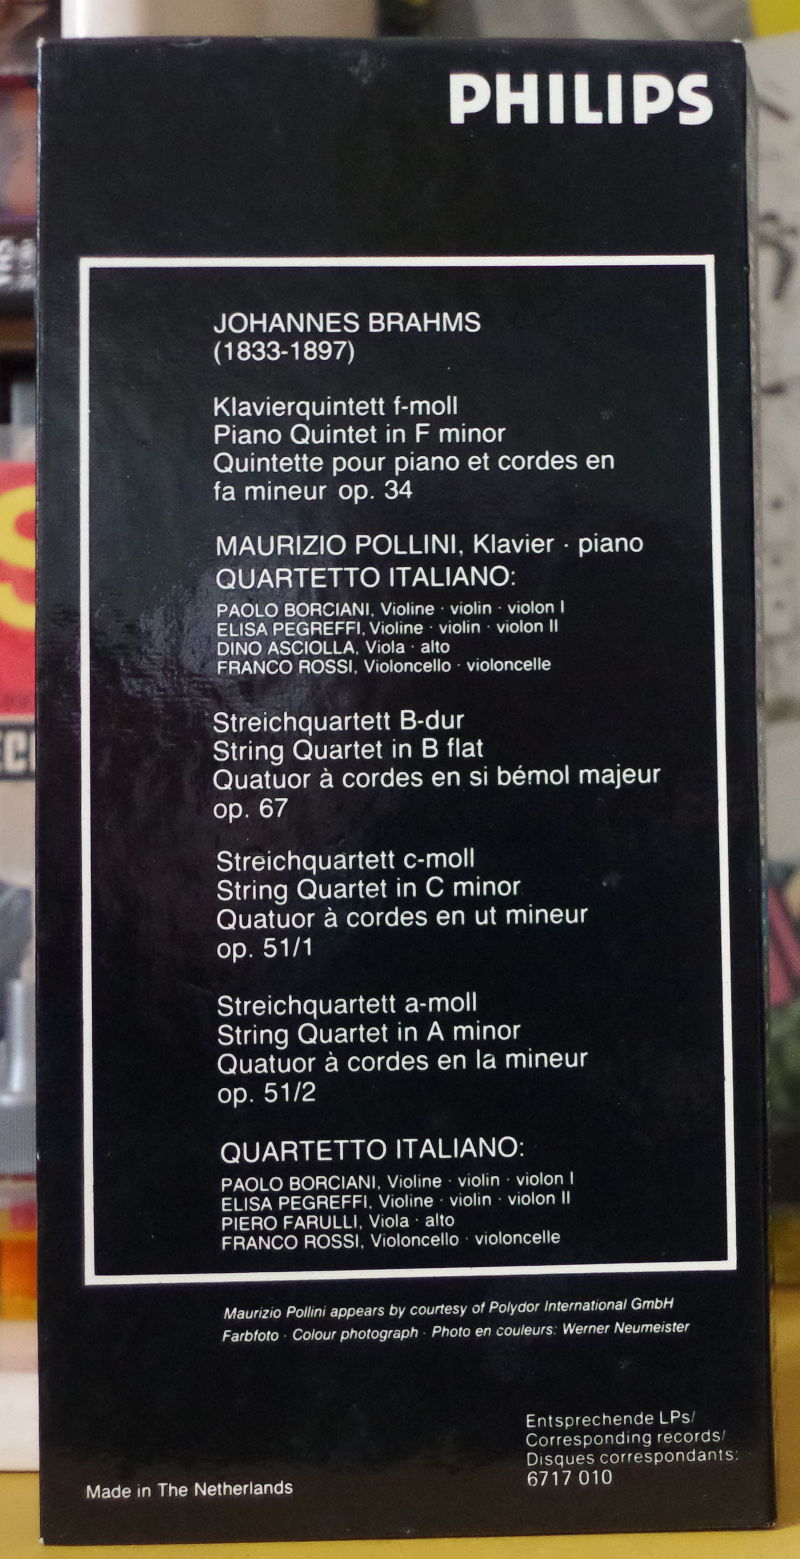 PHILIPS
JOHANNES BRAHMS
(1833-1897)
Klavierquintett f-moll
Piano Quintet in F minor
Quintette pour piano et cordes en
fa mineur op. 34
MAURIZIO POLLINI, Klavier · piano
QUARTETTO ITALIANO:
PAOLO BORCIANI, Violine · violin · violon I
ELISA PEGREFFI, Violine · violin · violon II
DINO ASCIOLLA, Viola · alto
FRANCO ROSSI, Violoncello · violoncelle
Streichquartett B-dur
String Quartet in B flat
Quatuor à cordes en si bémol majeur
op. 67
Streichquartett c-moll
String Quartet in C minor
Quatuor à cordes en ut mineur
op. 51/1
Streichquartett a-moll
String Quartet in A minor
Quatuor à cordes en la mineur
op. 51/2
QUARTETTO ITALIANO:
PAOLO BORCIANI, Violine · violin · violon I
ELISA PEGREFFI, Violine · violin · violon II
PIERO FARULLI, Viola · alto
FRANCO ROSSI, Violoncello · violoncelle
Maurizio Pollini appears by courtesy of Polydor International GmbH
Farbfoto · Colour photograph · Photo en couleurs: Werner Neumeister
Entsprechende LPs/
Corresponding records/
Disques correspondants:
6717 010
Made in The Netherlands